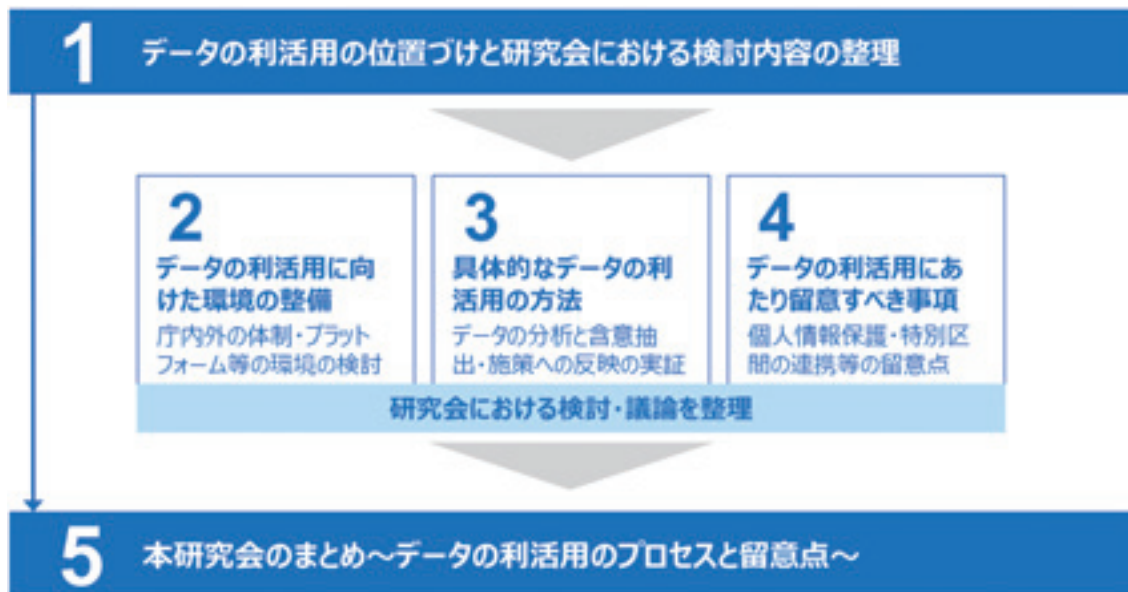 1 データの利活用の位置づけと研究会における検討内容の整理
2
データの利活用に向
けた環境の整備
庁内外の体制・プラット
フォーム等の環境の検討
3
具体的なデータの利
活用の方法
データの分析と含意抽
出・施策への反映の実証
4
データの利活用にあ
たり留意すべき事項
個人情報保護・特別区
間の連携等の留意点
研究会における検討・議論を整理
5 本研究会のまとめ～データの利活用のプロセスと留意点～